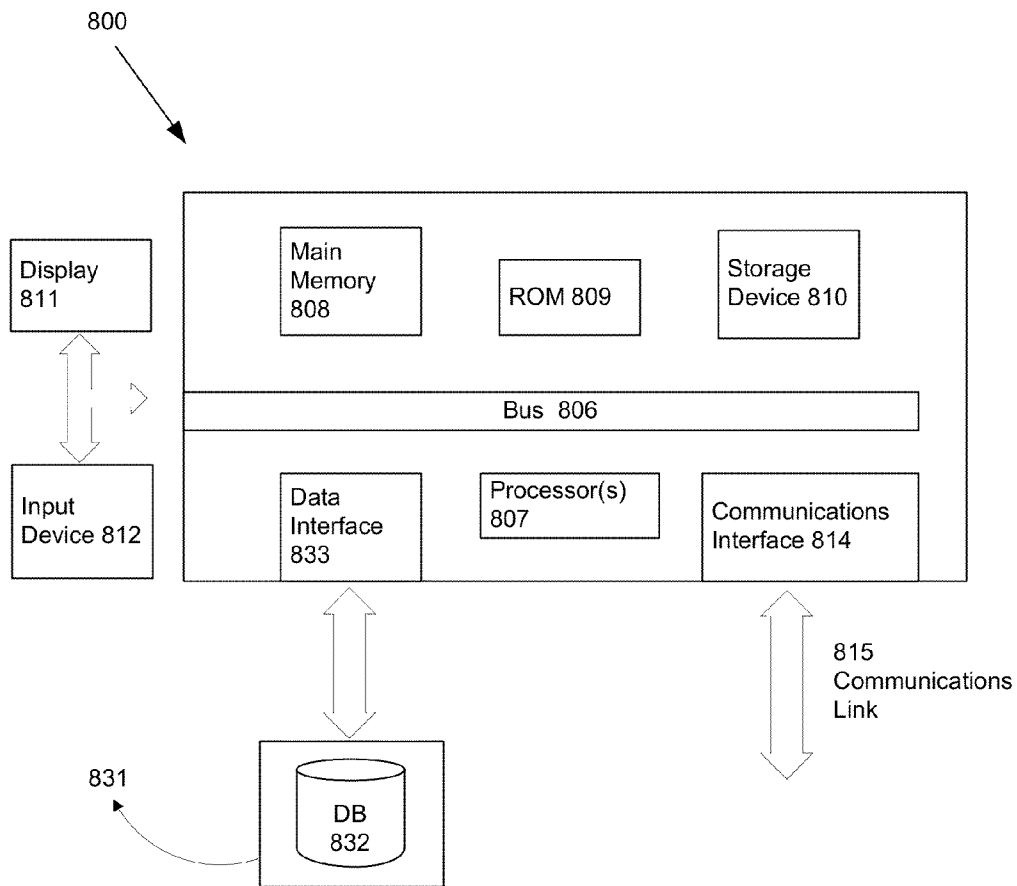 800
Display
811
Main
Memory
808
ROM 809
Storage
Device 810
Bus 806
Input
Device 812
Data
Interface
833
Processor(s)
807
Communications
Interface 814
815
Communications
Link
831
DB
832